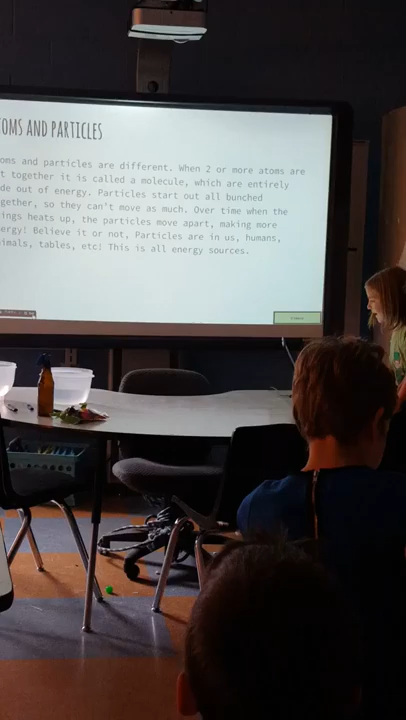 TOMS AND PARTICLES
oms and particles are different. When 2 or more atoms are
t together it is called a molecule, which are entirely
de out of energy. Particles start out all bunched
gether, so they can't move as much. Over time when the
ings heats up, the particles move apart, making more
ergy! Believe it or not, Particles are in us, humans,
imals, tables, etc! This is all energy sources.